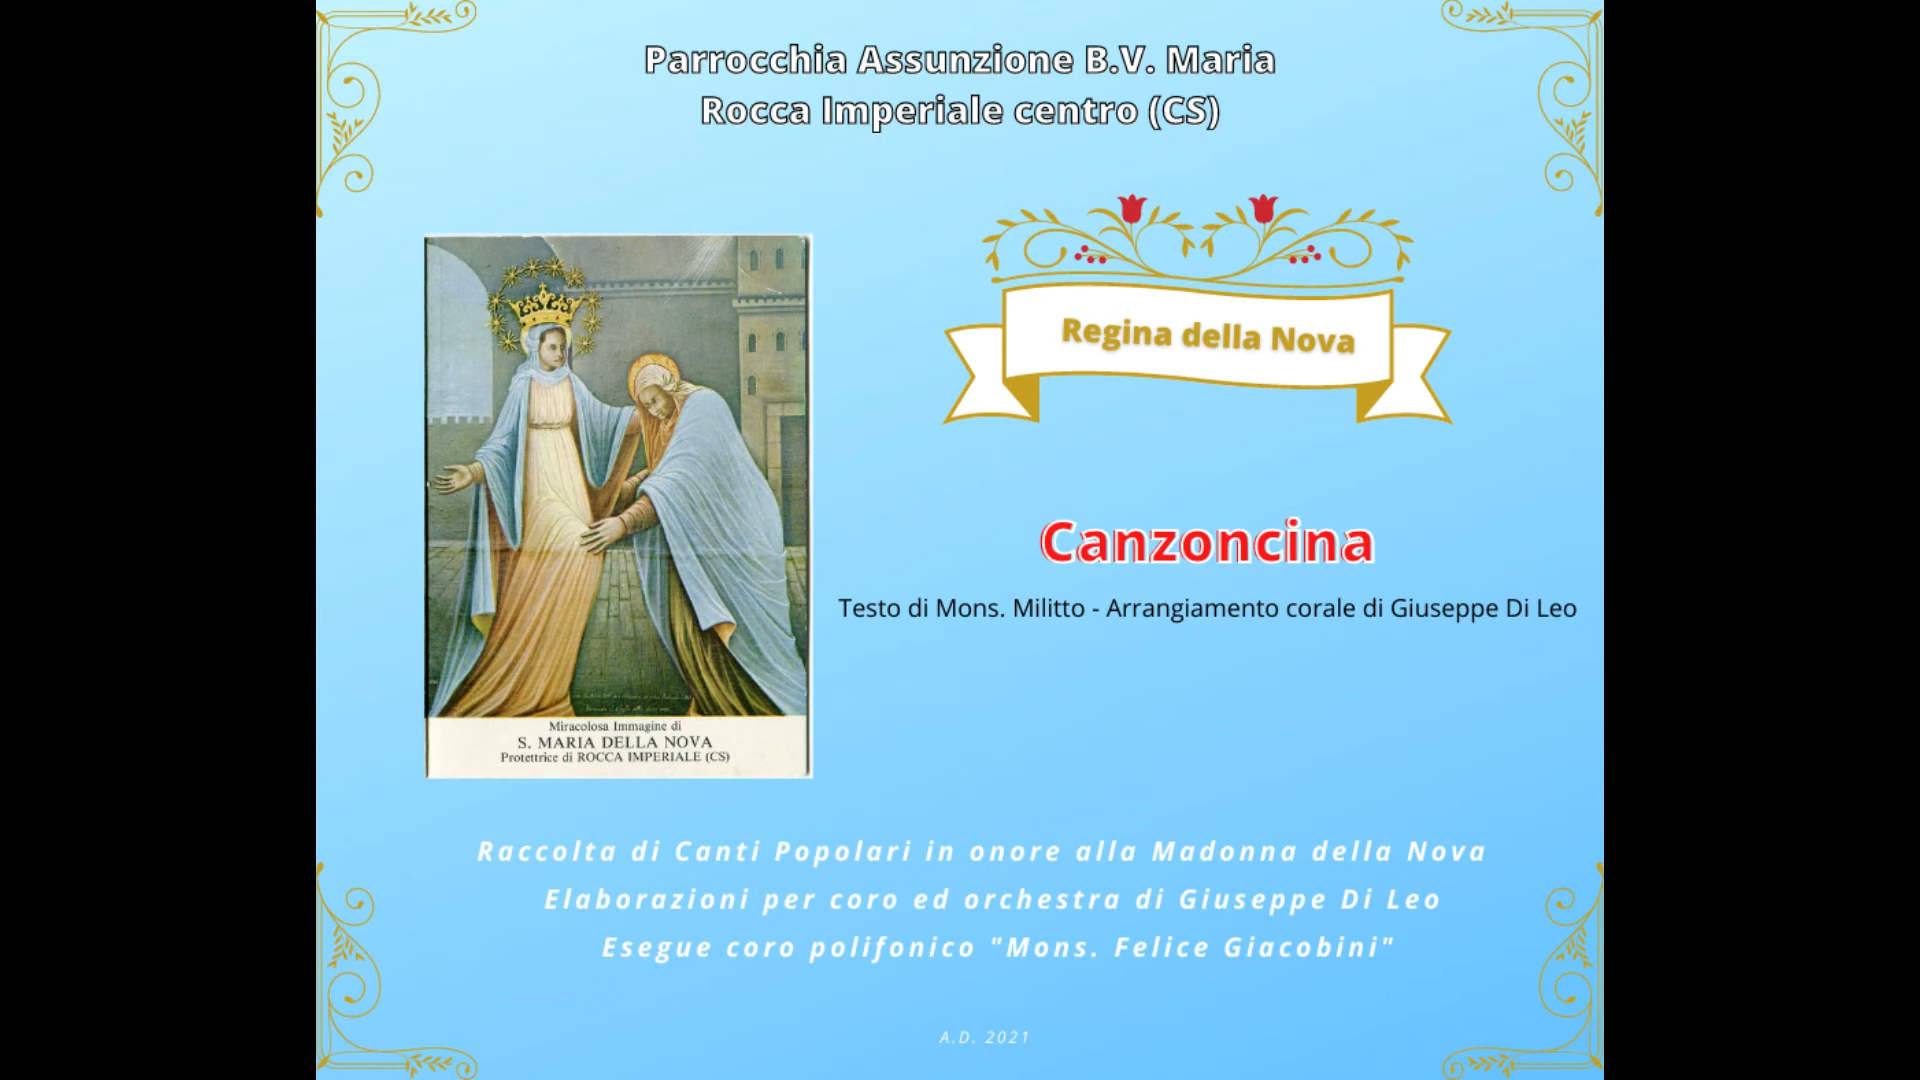 Parrocchia Assunzione B.V. Maria
Rocca Imperiale centro (CS)
Regina della Nova
Canzoncina
Testo di Mons. Militto - Arrangiamento corale di Giuseppe Di Leo
Miracolosa Immagine di
S. MARIA DELLA NOVA
Protettrice di ROCCA IMPERIALE (CS)
Raccolta di Canti Popolari in onore alla Madonna della Nova
Elaborazioni per coro ed orchestra di Giuseppe Di Leo
Esegue coro polifonico "Mons. Felice Giacobini"
A.D. 2021